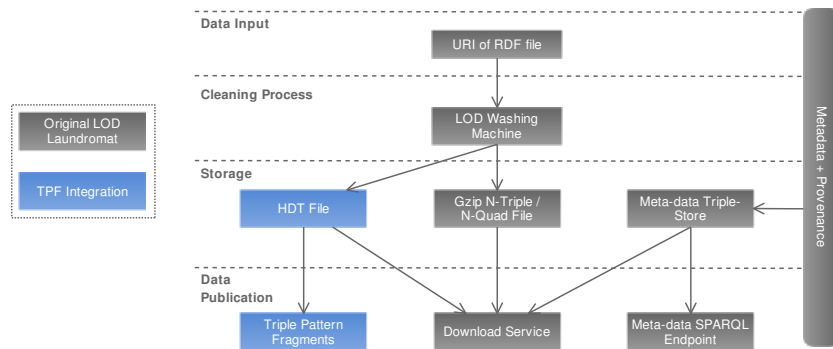 Data Input
URI of RDF file
Cleaning Process
LOD Washing
Machine
Original LOD
Laundromat
TPF Integration
Storage
HDT File
Gzip N-Triple /
N-Quad File
Meta-data Triple-
Store
Metadata + Provenance
Data
Publication
Triple Pattern
Fragments
Download Service
Meta-data SPARQL
Endpoint